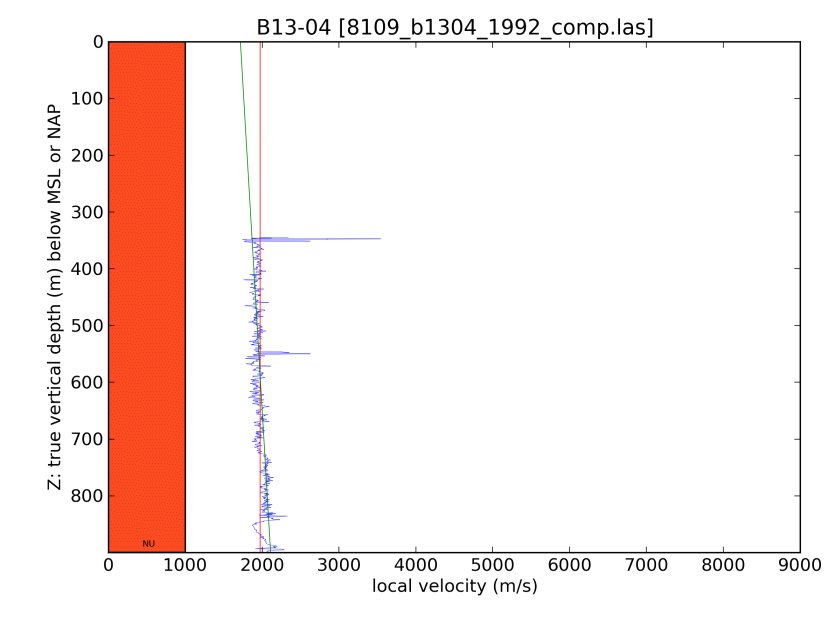 B13-04 [8109_b1304_1992_comp.las]
Z: true vertical depth (m) below MSL or NAP
0
100
200
300
400
500
600
700
800
NU
0 1000 2000 3000 4000 5000 6000 7000 8000 9000
local velocity (m/s)